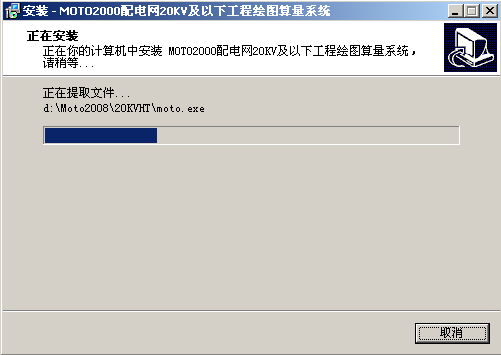 安装 - MOTO2000配电网20KV及以下工程绘图算量系统
正在安装
正在你的计算机中安装 MOTO2000配电网20KV及以下工程绘图算量系统，
请稍等...
正在提取文件...
d:\Moto2008\20KVHT\moto.exe
取消